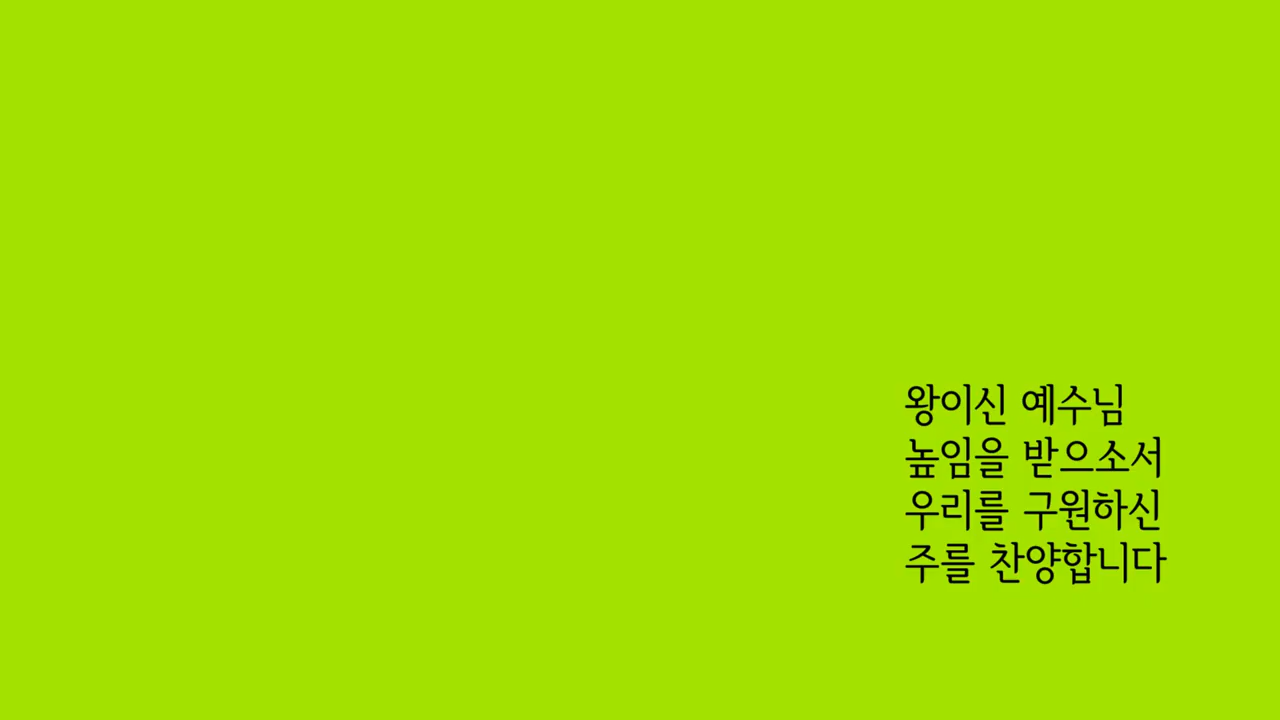 왕이신 예수님
높임을 받으소서
우리를 구원하신
주를 찬양합니다